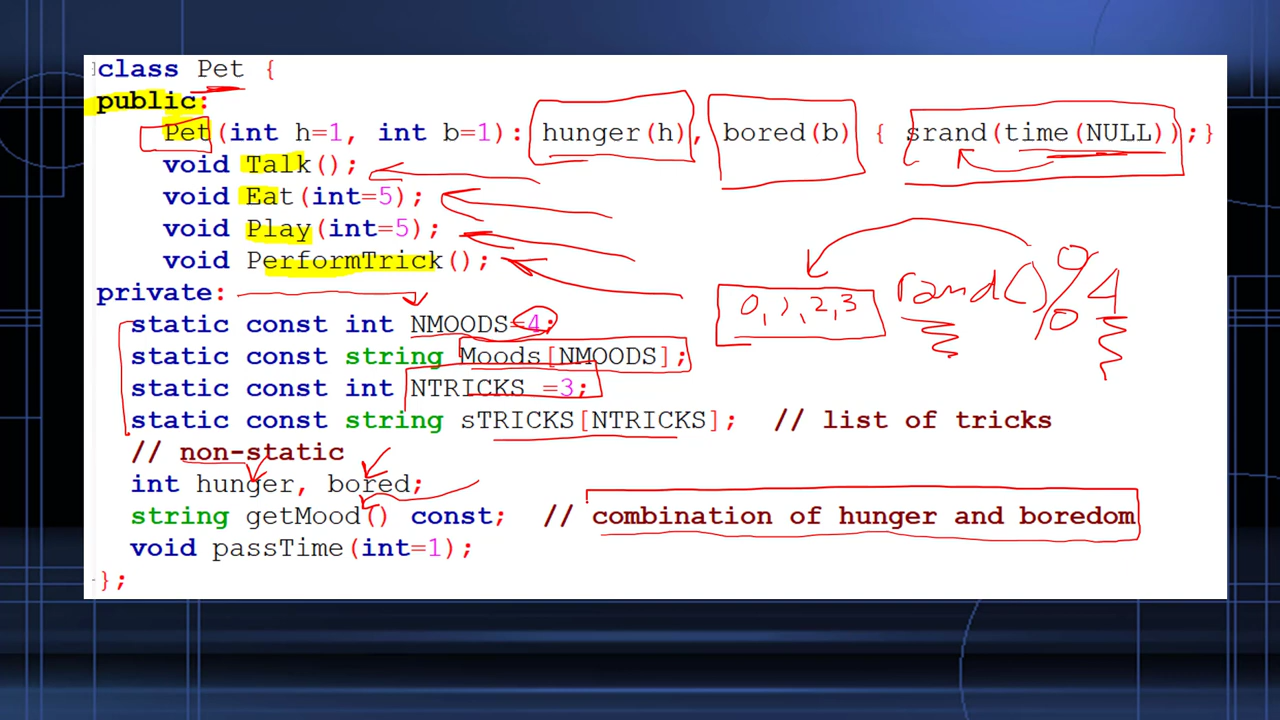 class Pet {
public:
Pet(int h=1, int b=1): hunger(h), bored(b) { srand(time(NULL));}
void Talk();
void Eat(int=5);
void Play(int=5);
void PerformTrick();
private:
0, 1, 2, 3 rand() % 4
static const int NMOODS=4;
static const string Moods[NMOODS];
static const int NTRICKS =3;
static const string sTRICKS[NTRICKS]; // list of tricks
// non-static
int hunger, bored;
string getMood() const; // combination of hunger and boredom
void passTime(int=1);
};